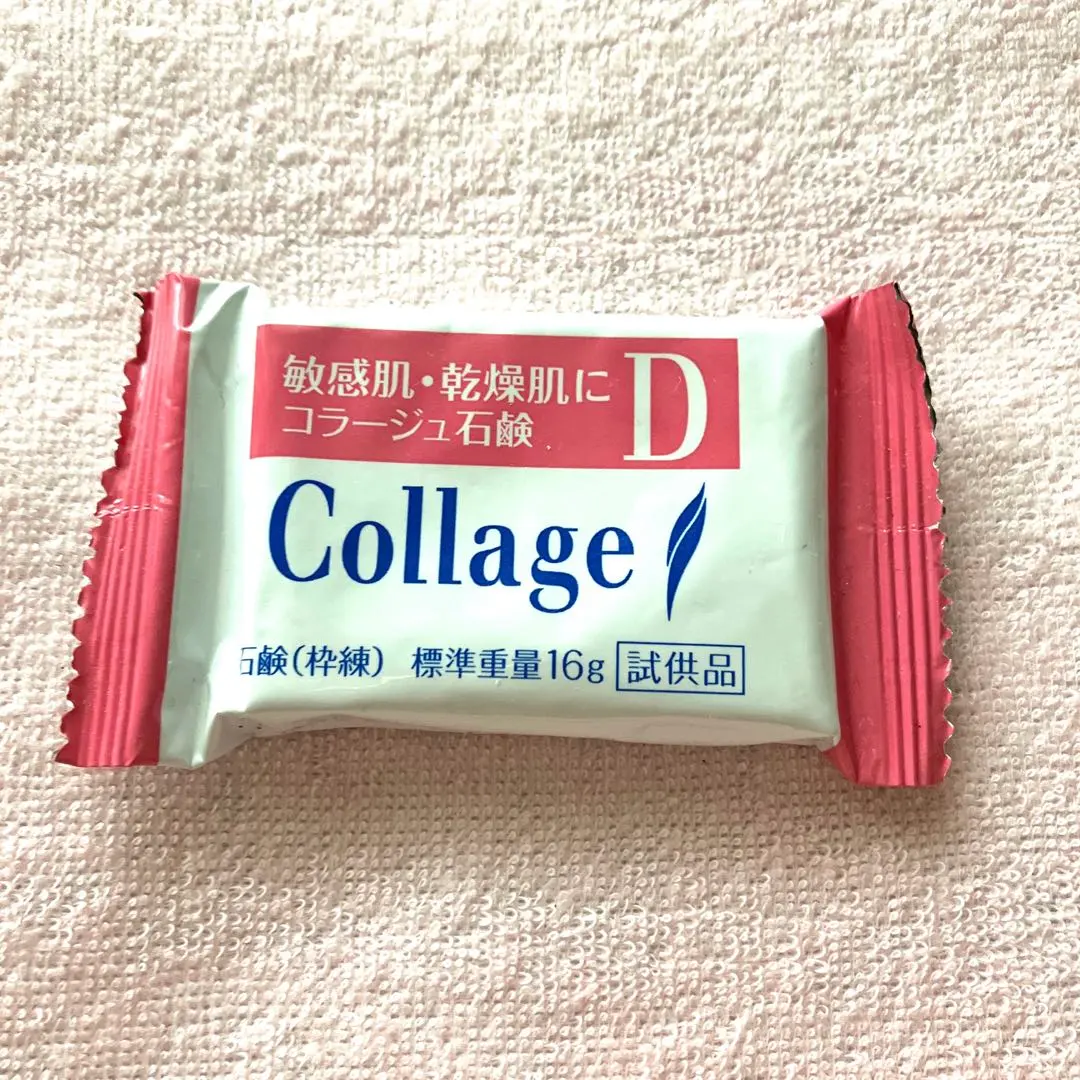 敏感肌・乾燥肌に
コラージュ石鹸
D
Collage
石鹸(枠練) 標準重量16g 試供品